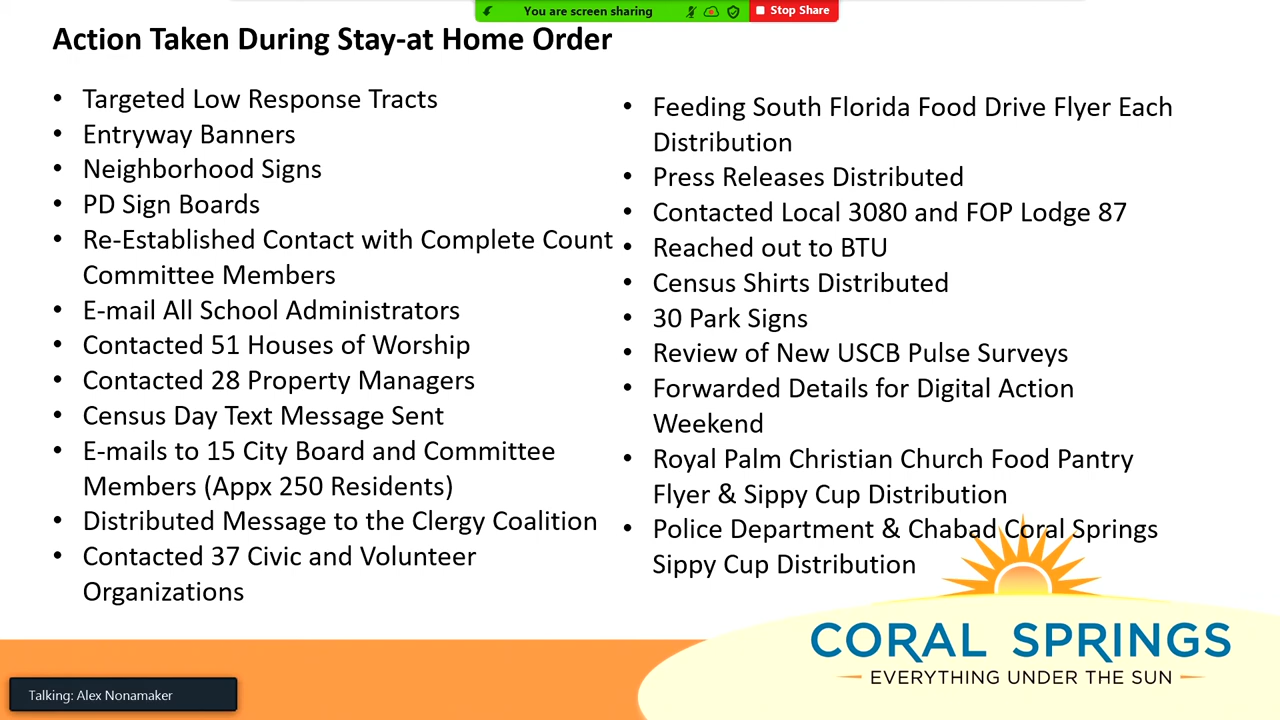 You are screen sharing
Stop Share
Action Taken During Stay-at Home Order
• Targeted Low Response Tracts
• Entryway Banners
• Neighborhood Signs
• PD Sign Boards
• Re-Established Contact with Complete Count
Committee Members
• E-mail All School Administrators
• Contacted 51 Houses of Worship
• Contacted 28 Property Managers
• Census Day Text Message Sent
• E-mails to 15 City Board and Committee
Members (Appx 250 Residents)
• Distributed Message to the Clergy Coalition
• Contacted 37 Civic and Volunteer
Organizations
• Feeding South Florida Food Drive Flyer Each
Distribution
• Press Releases Distributed
• Contacted Local 3080 and FOP Lodge 87
• Reached out to BTU
• Census Shirts Distributed
• 30 Park Signs
• Review of New USCB Pulse Surveys
• Forwarded Details for Digital Action
Weekend
• Royal Palm Christian Church Food Pantry
Flyer & Sippy Cup Distribution
• Police Department & Chabad Coral Springs
Sippy Cup Distribution
CORAL SPRINGS
EVERYTHING UNDER THE SUN
Talking: Alex Nonamaker